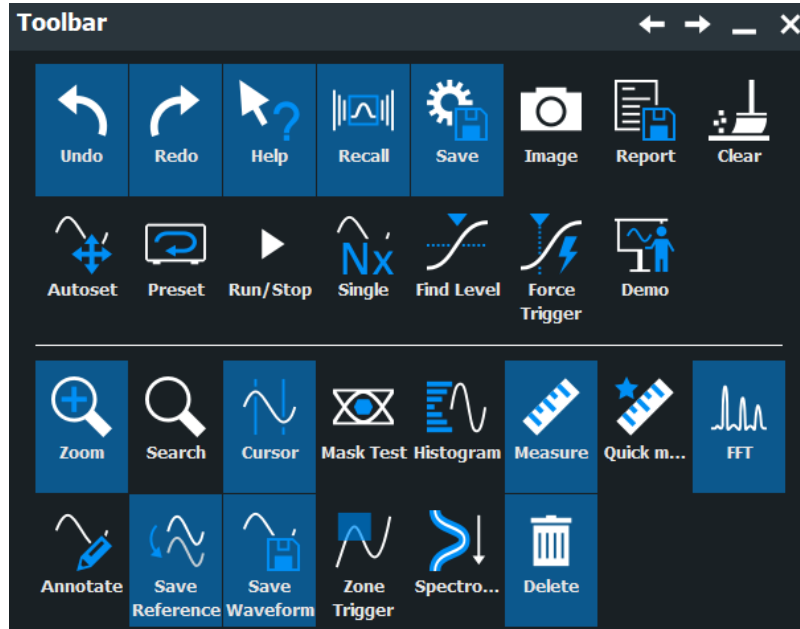 Toolbar
Undo Redo Help Recall Save Image Report Clear
Autoset Preset Run/Stop Nx Single Find Level Force Trigger Demo
Zoom Search Cursor Mask Test Histogram Measure Quick m... FFT
Annotate Save Reference Save Waveform Zone Trigger Spectro... Delete